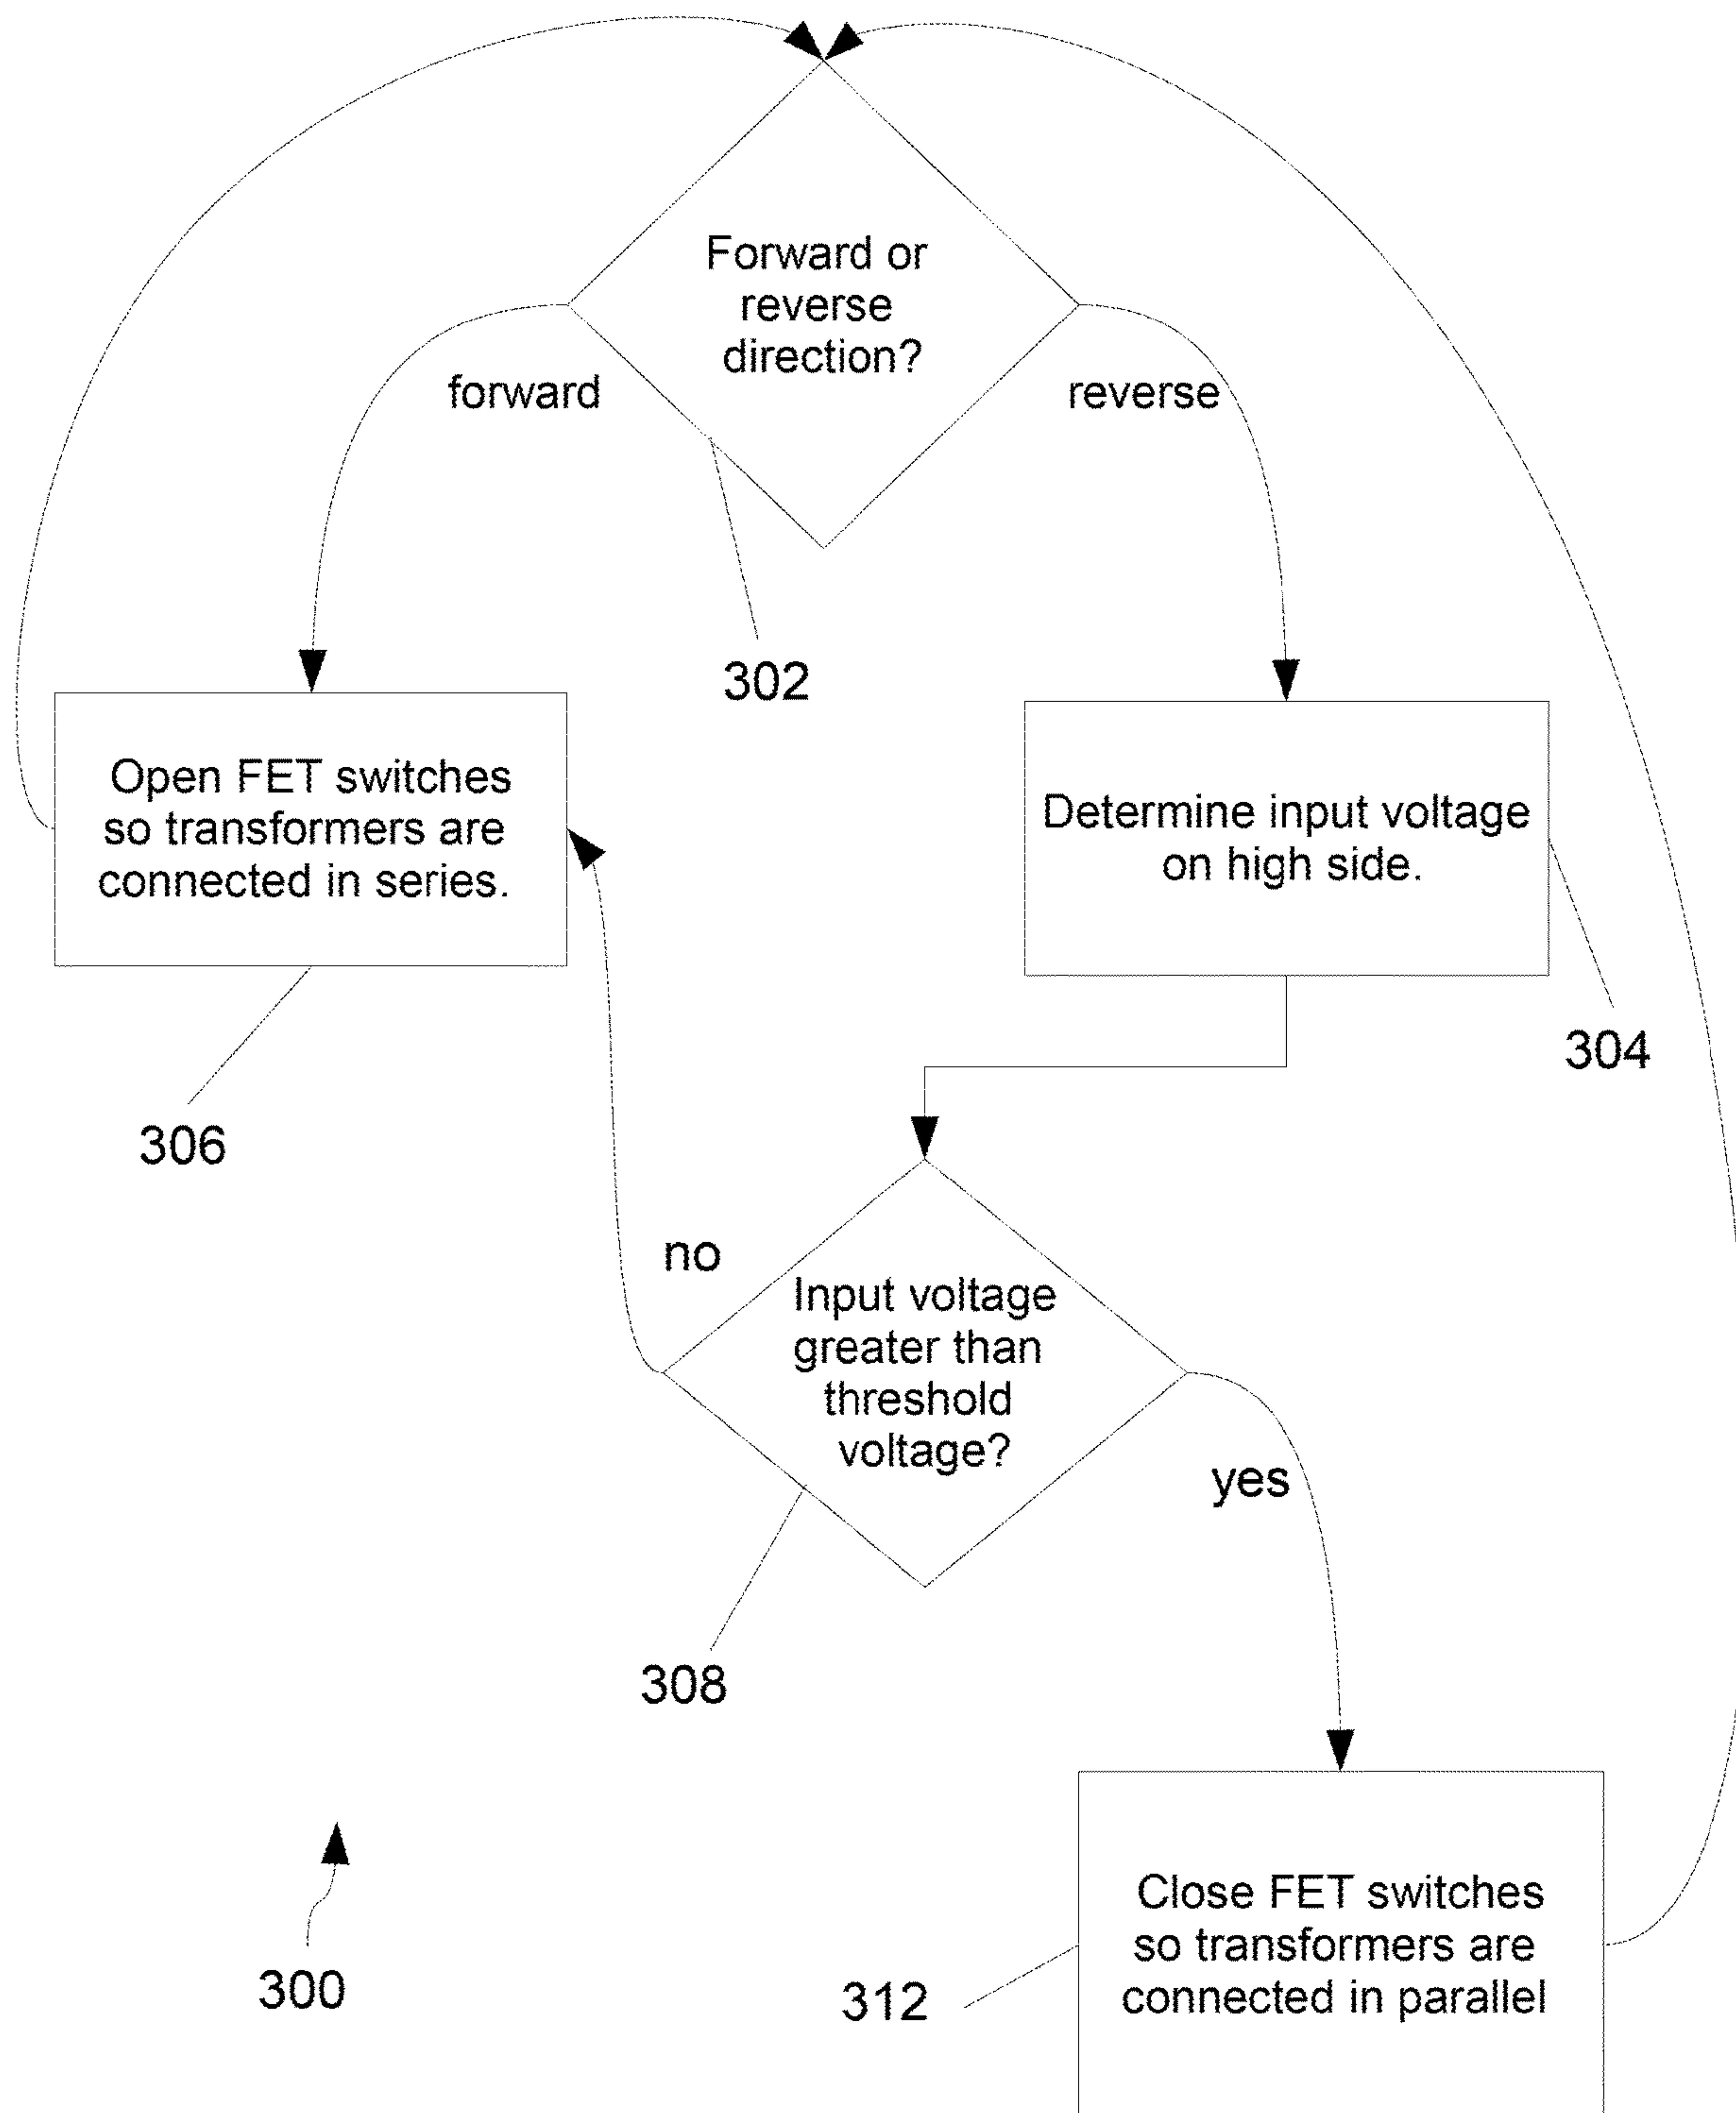 Forward or
reverse
direction?
forward
reverse
302
Open FET switches
so transformers are
connected in series.
Determine input voltage
on high side.
304
306
no
Input voltage
greater than
threshold
voltage?
yes
308
Close FET switches
so transformers are
connected in parallel
312
300